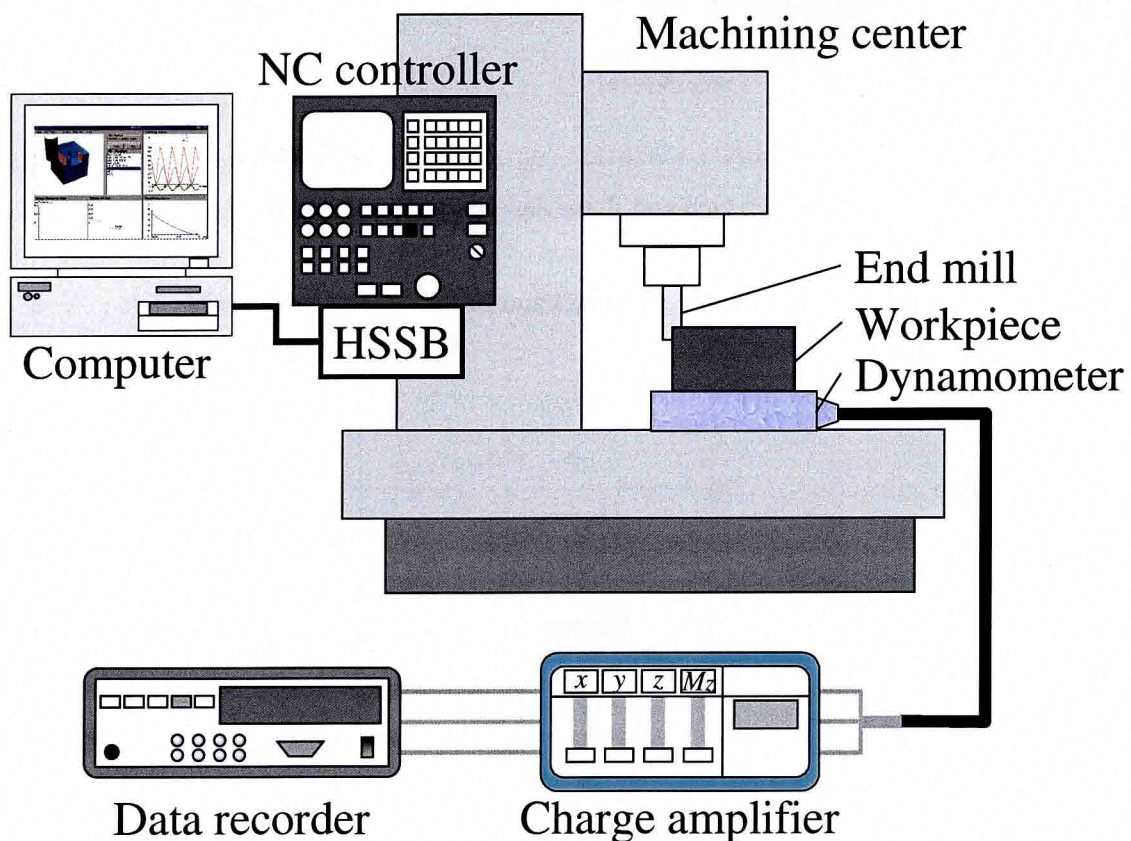 Machining center
NC controller
End mill
Workpiece
Dynamometer
HSSB
Computer
x y z Mz
Data recorder
Charge amplifier